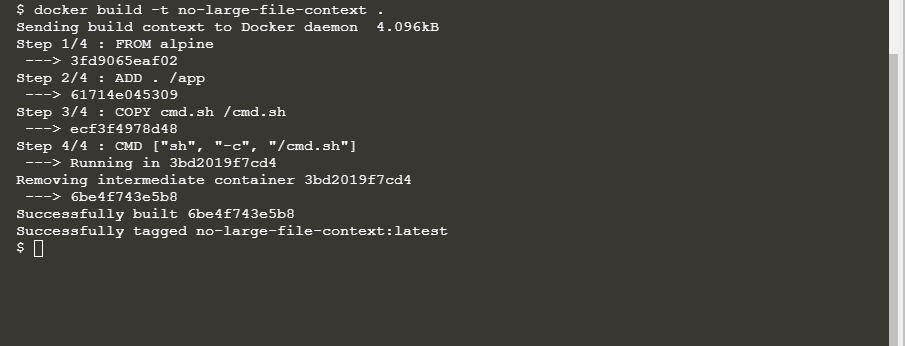 $ docker build -t no-large-file-context .
Sending build context to Docker daemon  4.096kB
Step 1/4 : FROM alpine
 ---> 3fd9065eaf02
Step 2/4 : ADD . /app
 ---> 61714e045309
Step 3/4 : COPY cmd.sh /cmd.sh
 ---> ecf3f4978d48
Step 4/4 : CMD ["sh", "-c", "/cmd.sh"]
 ---> Running in 3bd2019f7cd4
Removing intermediate container 3bd2019f7cd4
 ---> 6be4f743e5b8
Successfully built 6be4f743e5b8
Successfully tagged no-large-file-context:latest
$